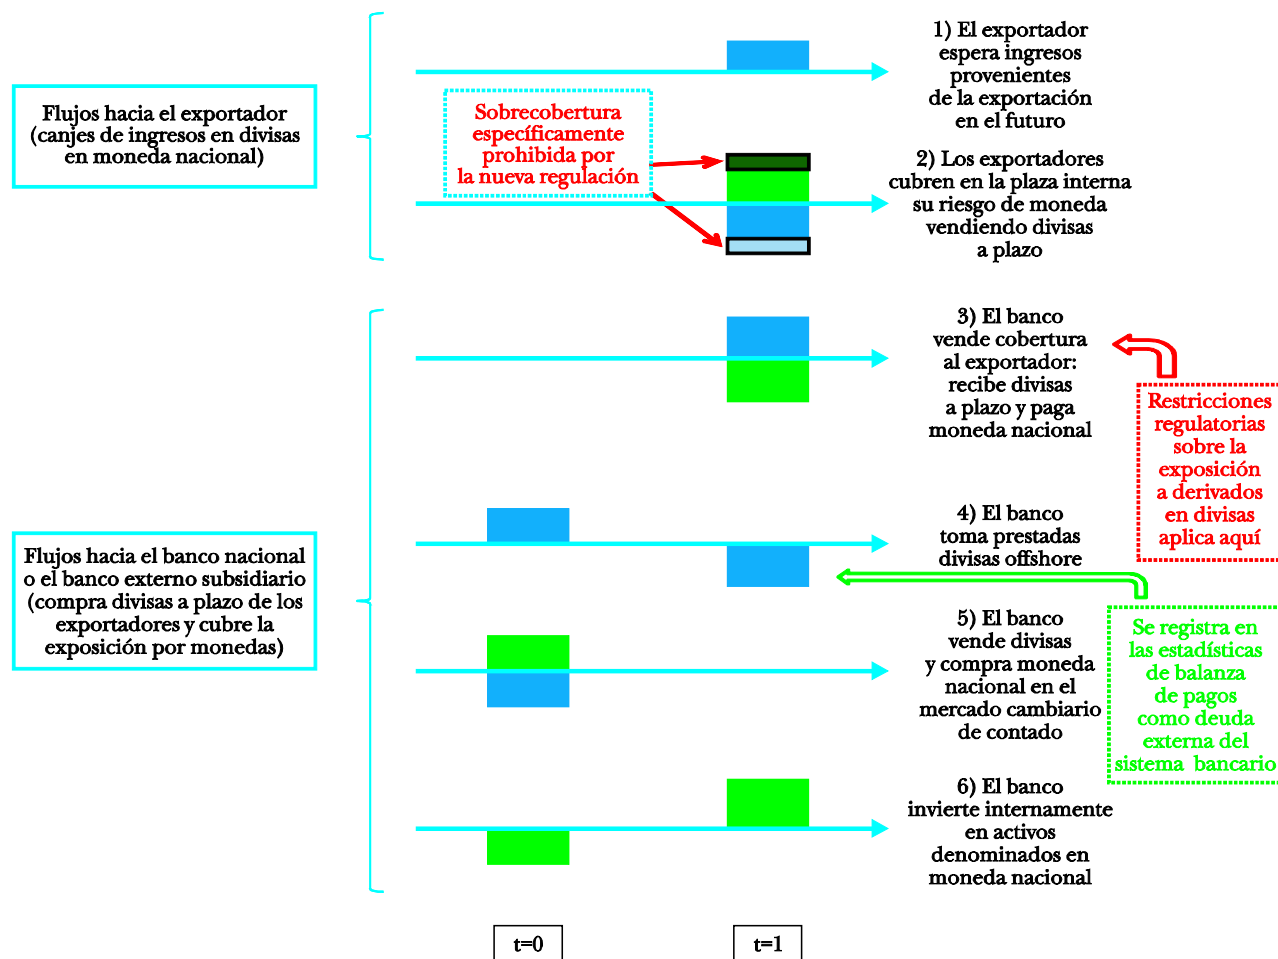 Flujos hacia el exportador
(canjes de ingresos en divisas
en moneda nacional)
Sobrecobertura
específicamente
prohibida por
la nueva regulación
1) El exportador
espera ingresos
provenientes
de la exportación
en el futuro
2) Los exportadores
cubren en la plaza interna
su riesgo de moneda
vendiendo divisas
a plazo
Flujos hacia el banco nacional
o el banco externo subsidiario
(compra divisas a plazo de los
exportadores y cubre la
exposición por monedas)
3) El banco
vende cobertura
al exportador:
recibe divisas
a plazo y paga
moneda nacional
Restricciones
regulatorias
sobre la
exposición
a derivados
en divisas
aplica aquí
4) El banco
toma prestadas
divisas offshore
5) El banco
vende divisas
y compra moneda
nacional en el
mercado cambiario
de contado
Se registra en
las estadísticas
de balanza
de pagos
como deuda
externa del
sistema bancario
6) El banco
invierte internamente
en activos
denominados en
moneda nacional
t=0
t=1